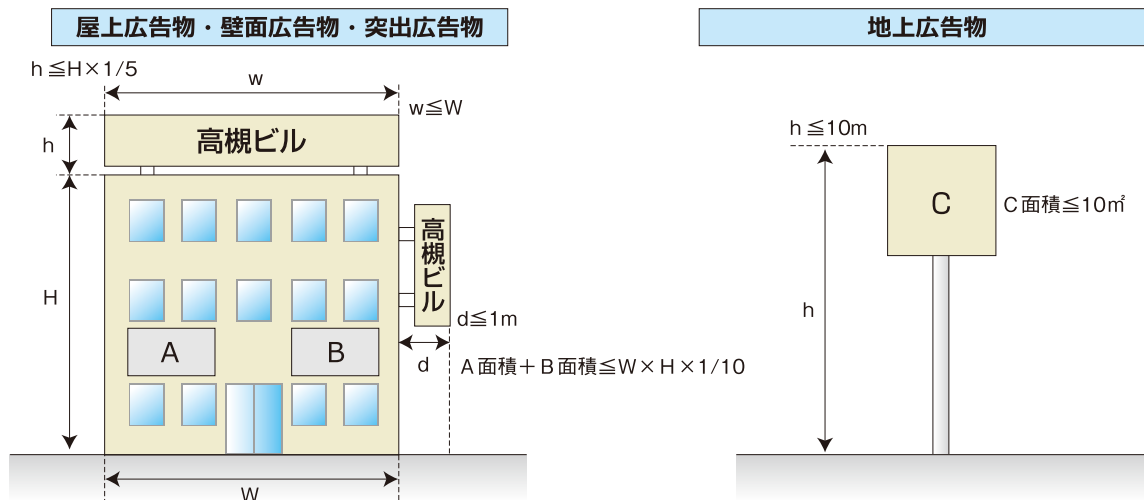 屋上広告物・壁面広告物・突出広告物
h≦H×1/5
w
w≦W
h
高槻ビル
H
高槻ビル
A
B
d≦1m
d
A面積＋B面積≦W×H×1/10
W
地上広告物
h≦10m
C
C面積≦10㎡
h